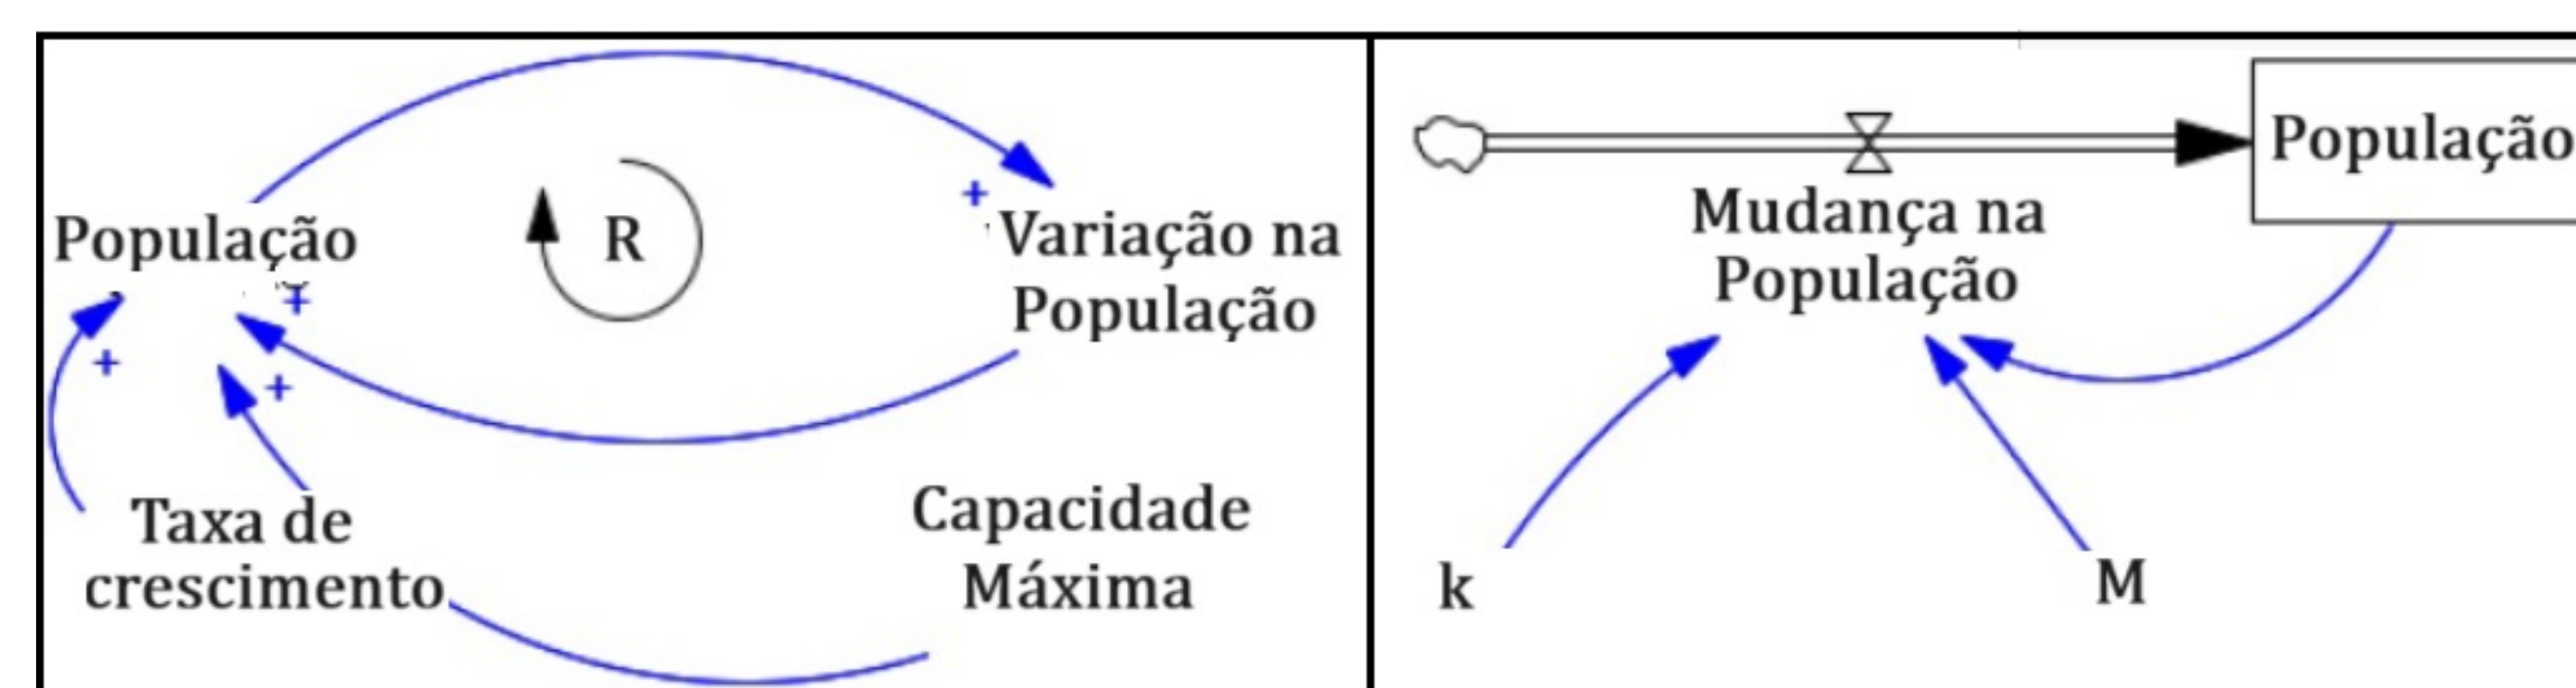 População
R
+
Variação na
População
+
+
+
Taxa de
crescimento
Capacidade
Máxima
População
Mudança na
População
k
M